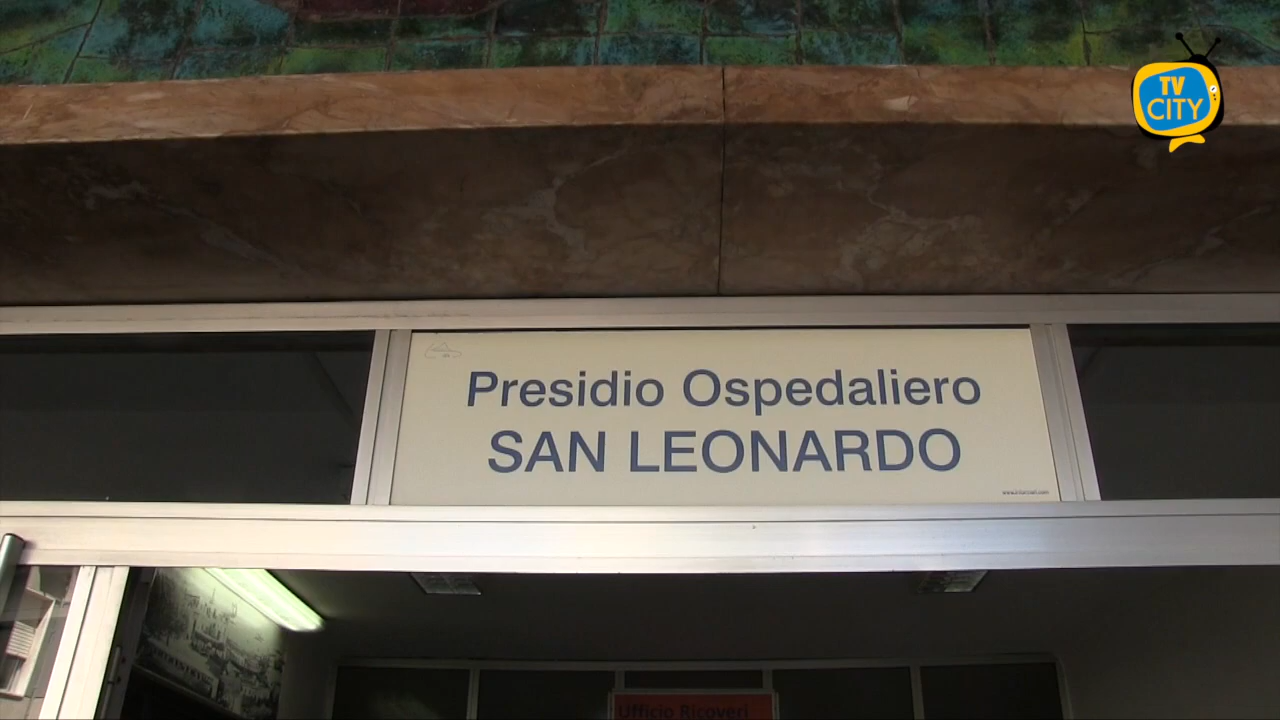 TV
CITY
Presidio Ospedaliero
SAN LEONARDO
Ufficio Ricoveri